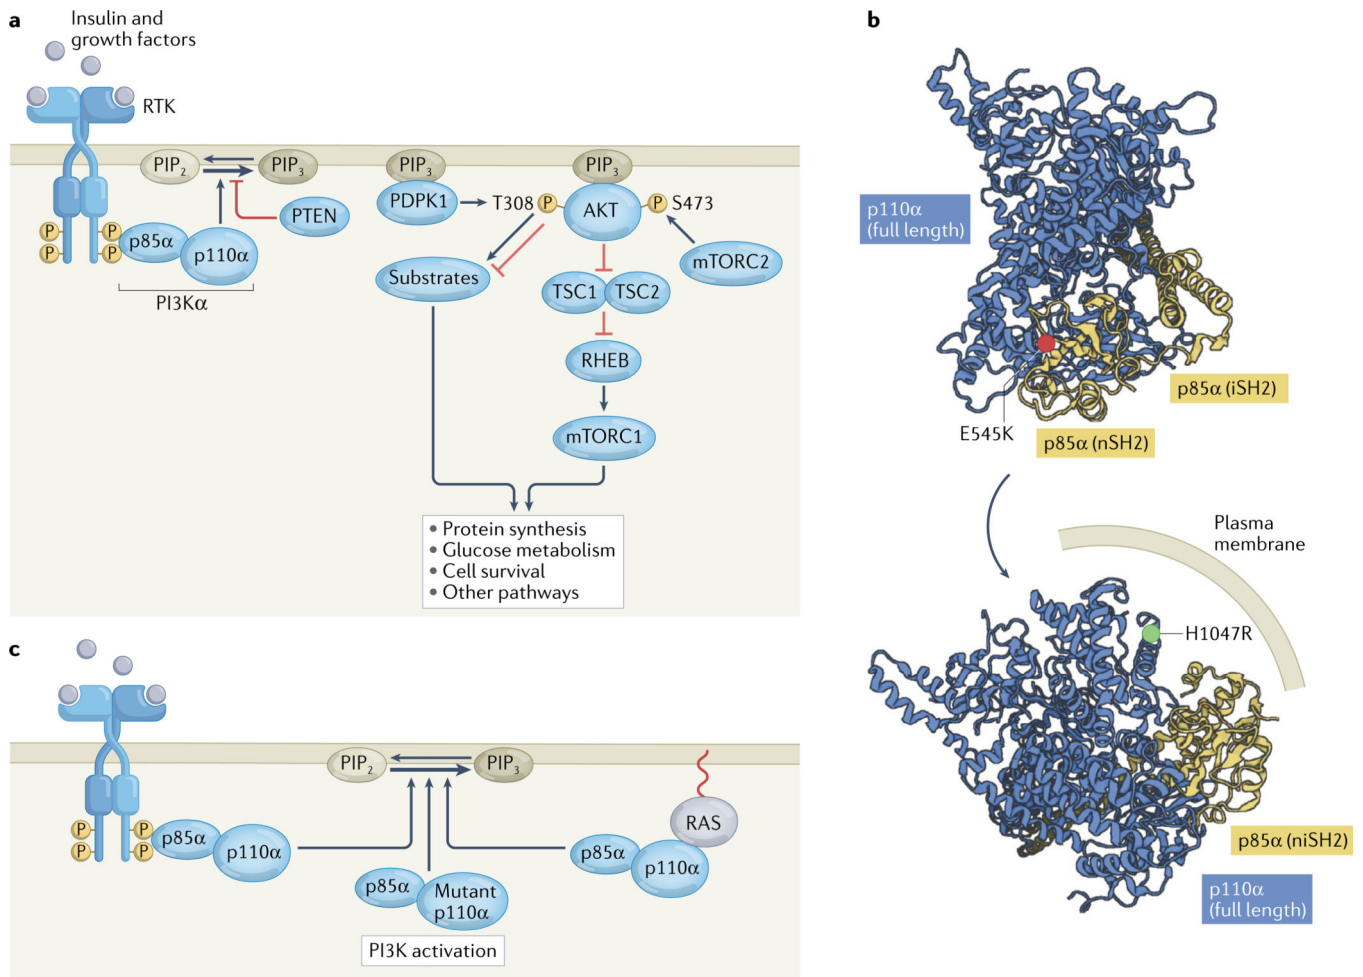 a
Insulin and
growth factors
RTK
PIP2
PIP3
PIP3
PIP3
PTEN
PDPK1
T308
P
AKT
P
S473
P
P
P
P
p85α
p110α
PI3Kα
Substrates
TSC1
TSC2
mTORC2
RHEB
mTORC1
• Protein synthesis
• Glucose metabolism
• Cell survival
• Other pathways
b
p110α
(full length)
E545K
p85α (nSH2)
p85α (iSH2)
Plasma
membrane
H1047R
p85α (niSH2)
p110α
(full length)
c
PIP2
PIP3
P
P
P
P
p85α
p110α
p85α
Mutant
p110α
PI3K activation
RAS
p85α
p110α